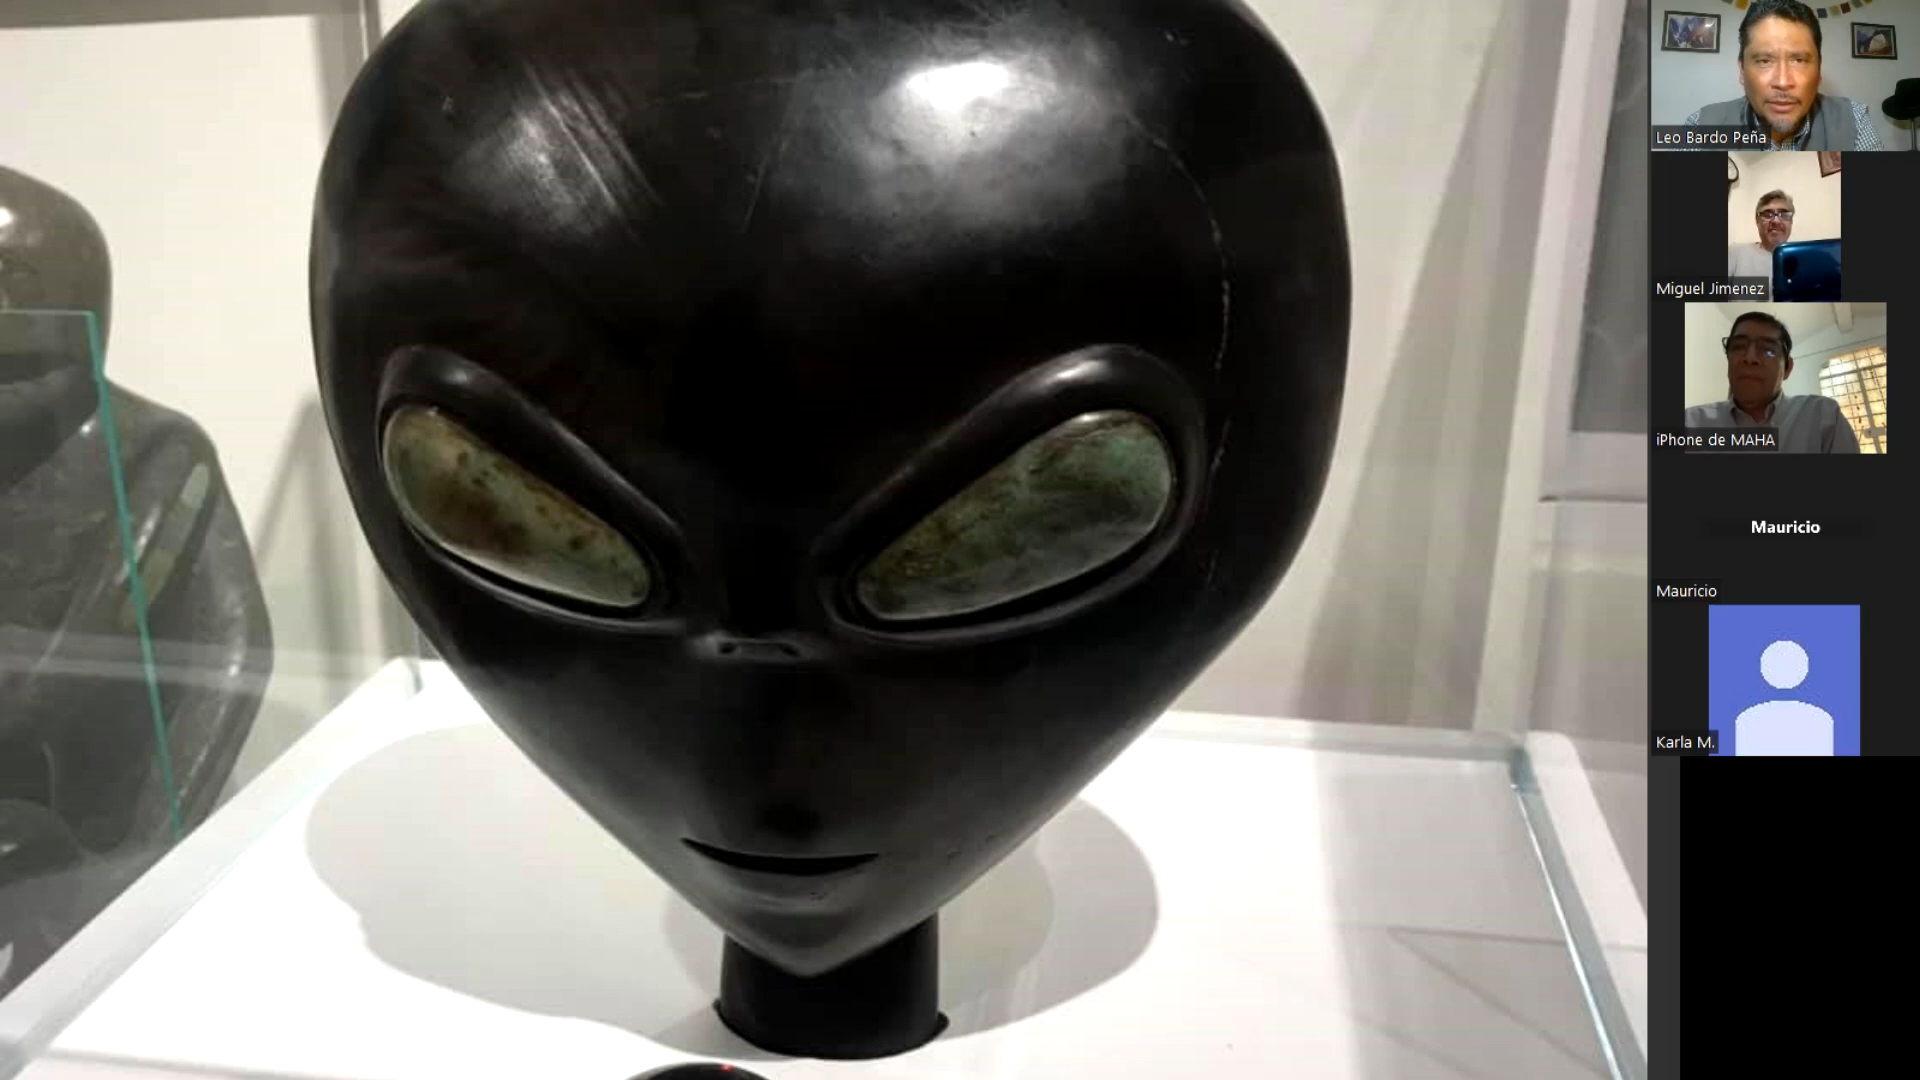 Leo Bardo Peña
Miguel Jimenez
iPhone de MAHA
Mauricio
Mauricio
Karla M.